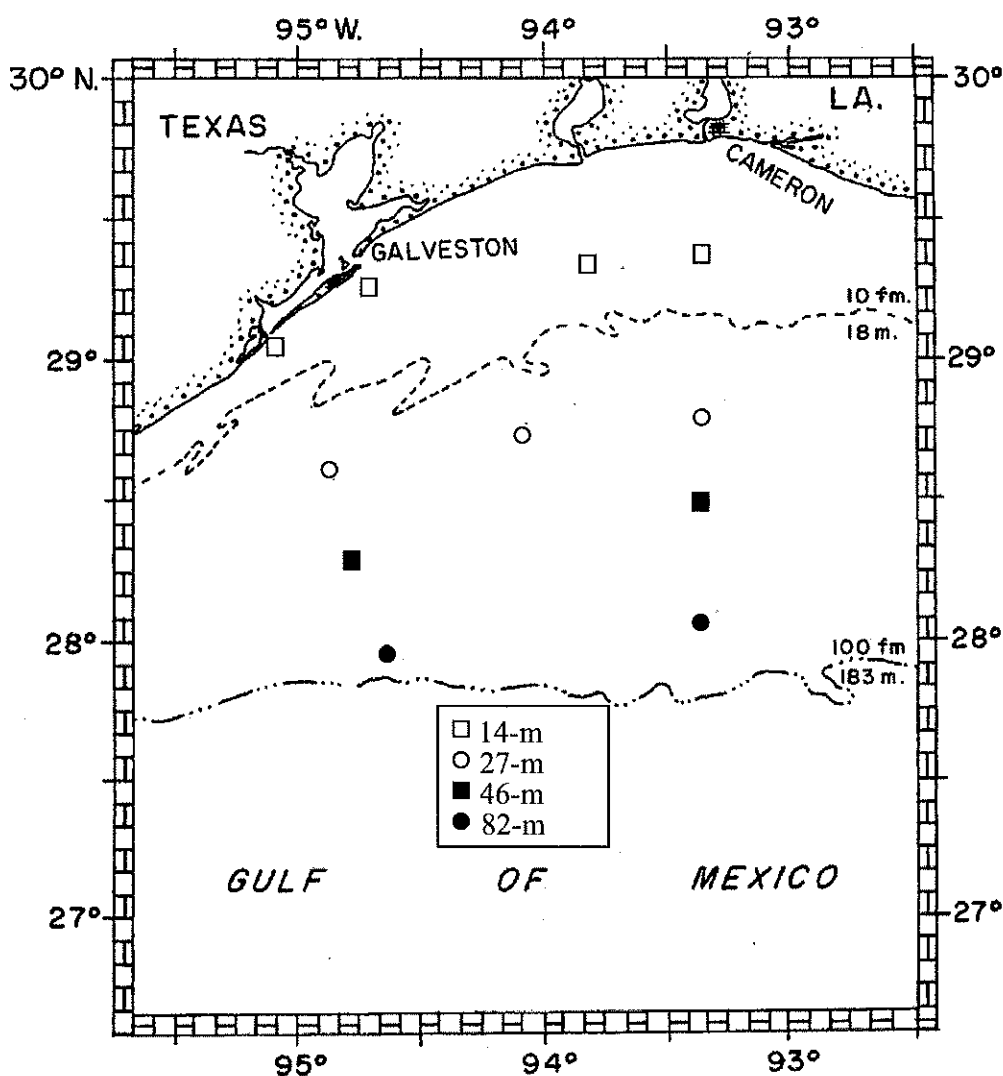 95° W.
94°
93°
30° N.
30°
TEXAS
LA.
CAMERON
GALVESTON
10 fm.
18 m.
29°
29°
28°
28°
100 fm
183 m.
14-m
27-m
46-m
82-m
GULF OF MEXICO
27°
27°
95°
94°
93°